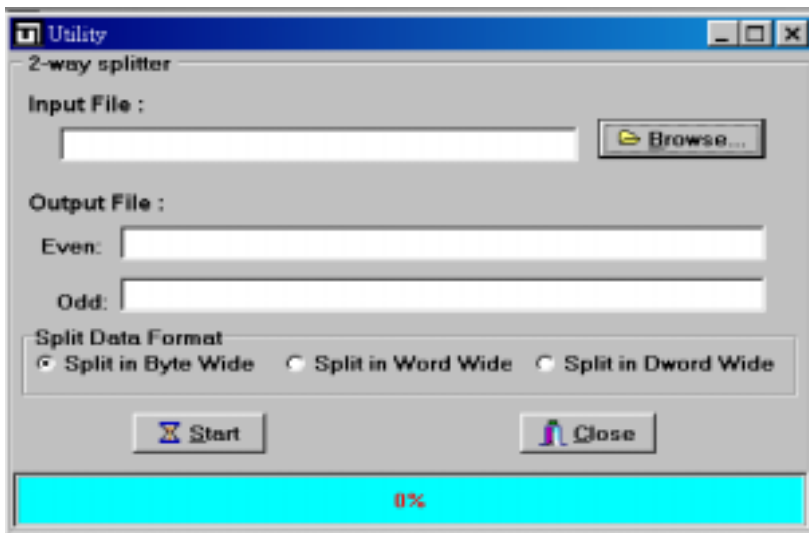 Utility
2-way splitter
Input File :
Browse...
Output File :
Even:
Odd:
Split Data Format
Split in Byte Wide Split in Word Wide Split in Dword Wide
Start Close
0%